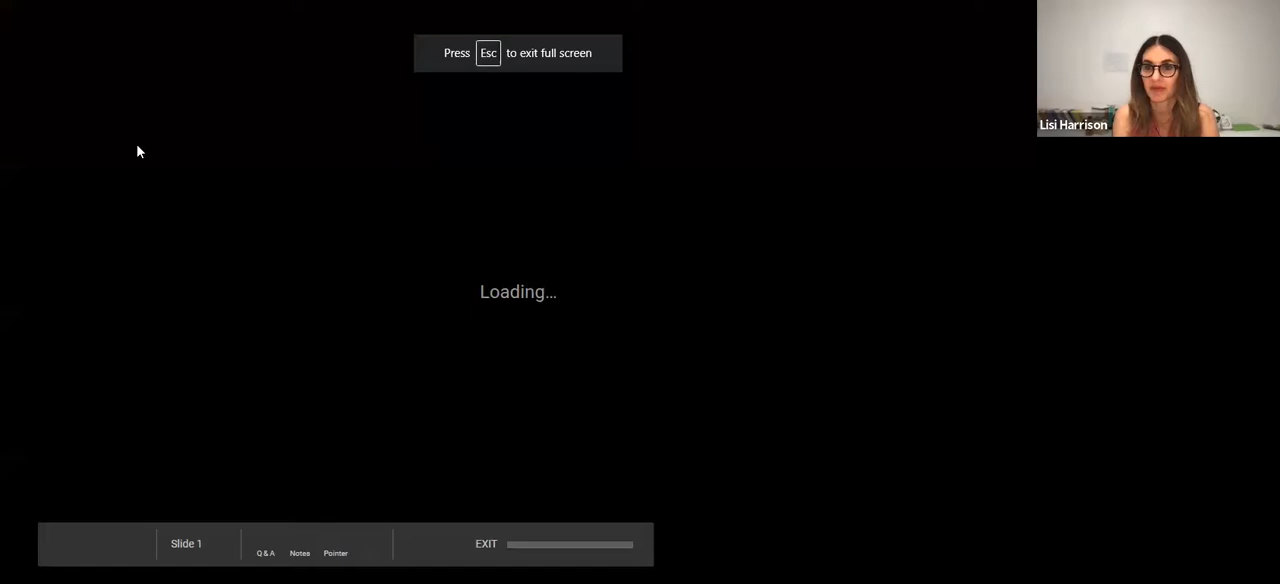 Press Esc to exit full screen
Lisi Harrison
Loading...
Slide 1
Q & A
Notes
Pointer
EXIT